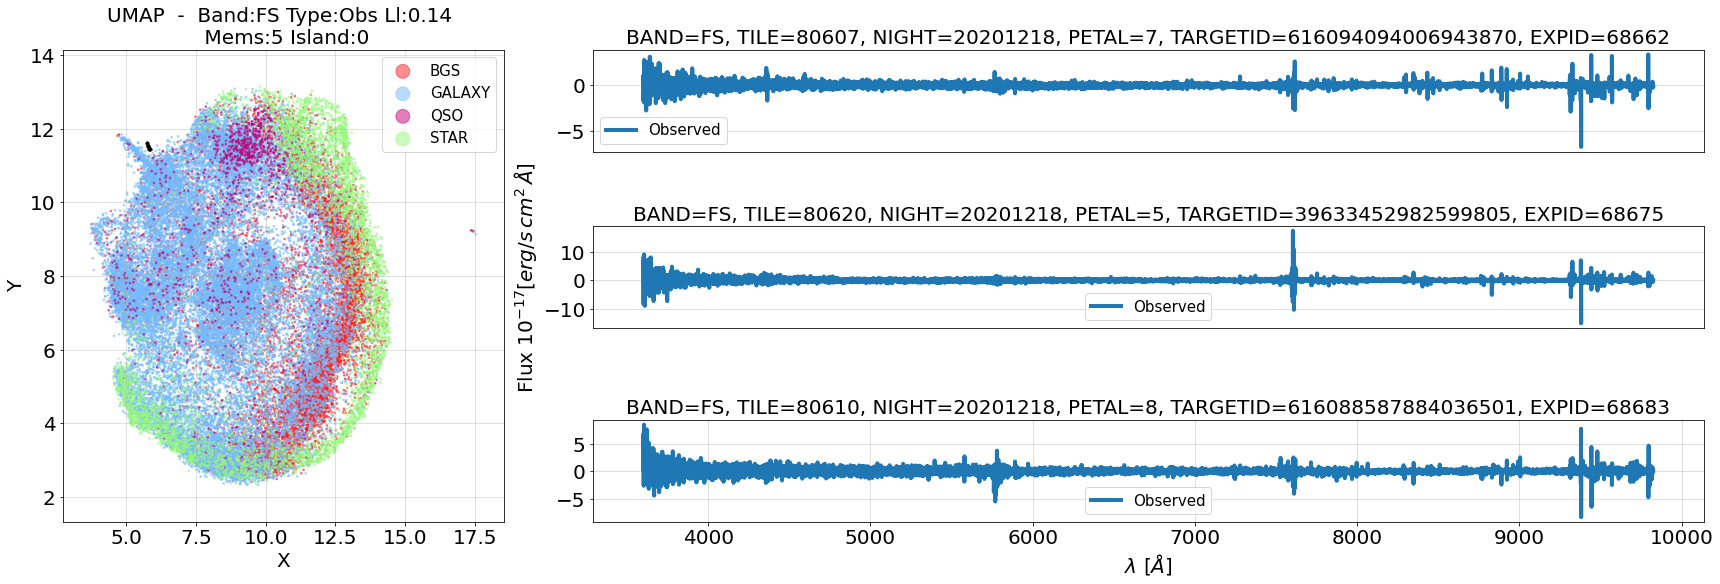 UMAP  -  Band:FS Type:Obs Ll:0.14
Mems:5 Island:0
14
12
10
8
6
4
2
Y
5.0 7.5 10.0 12.5 15.0 17.5
X
BGS
GALAXY
QSO
STAR
Flux 10⁻¹⁷[erg/s cm² Å]
BAND=FS, TILE=80607, NIGHT=20201218, PETAL=7, TARGETID=616094094006943870, EXPID=68662
0
−5
Observed
BAND=FS, TILE=80620, NIGHT=20201218, PETAL=5, TARGETID=39633452982599805, EXPID=68675
10
0
−10
Observed
BAND=FS, TILE=80610, NIGHT=20201218, PETAL=8, TARGETID=616088587884036501, EXPID=68683
5
0
−5
Observed
4000 5000 6000 7000 8000 9000 10000
λ [Å]